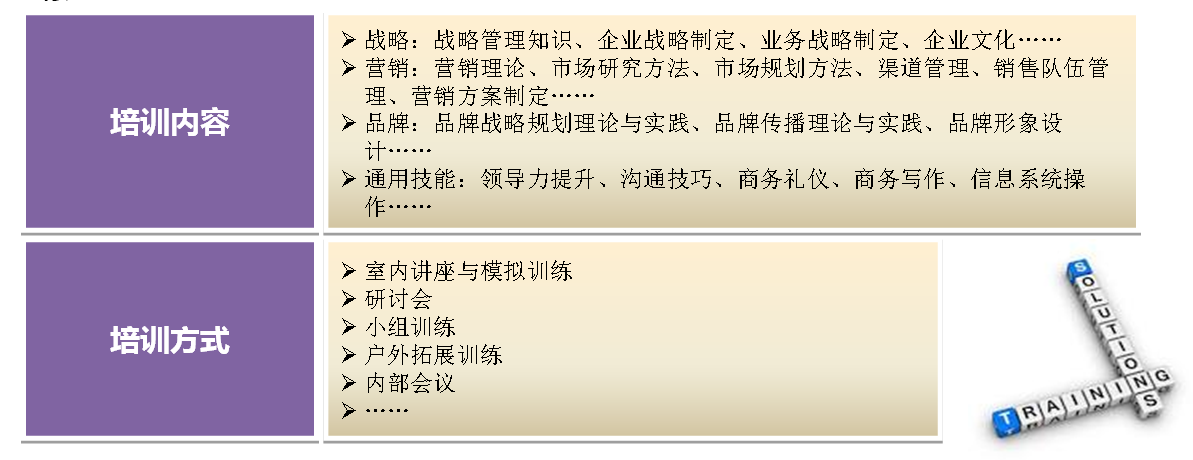 培训内容
➢ 战略：战略管理知识、企业战略制定、业务战略制定、企业文化……
➢ 营销：营销理论、市场研究方法、市场规划方法、渠道管理、销售队伍管
理、营销方案制定……
➢ 品牌：品牌战略规划理论与实践、品牌传播理论与实践、品牌形象设
计……
➢ 通用技能：领导力提升、沟通技巧、商务礼仪、商务写作、信息系统操
作……
培训方式
➢ 室内讲座与模拟训练
➢ 研讨会
➢ 小组训练
➢ 户外拓展训练
➢ 内部会议
➢ ……
SOLUTIONS
TRAINING